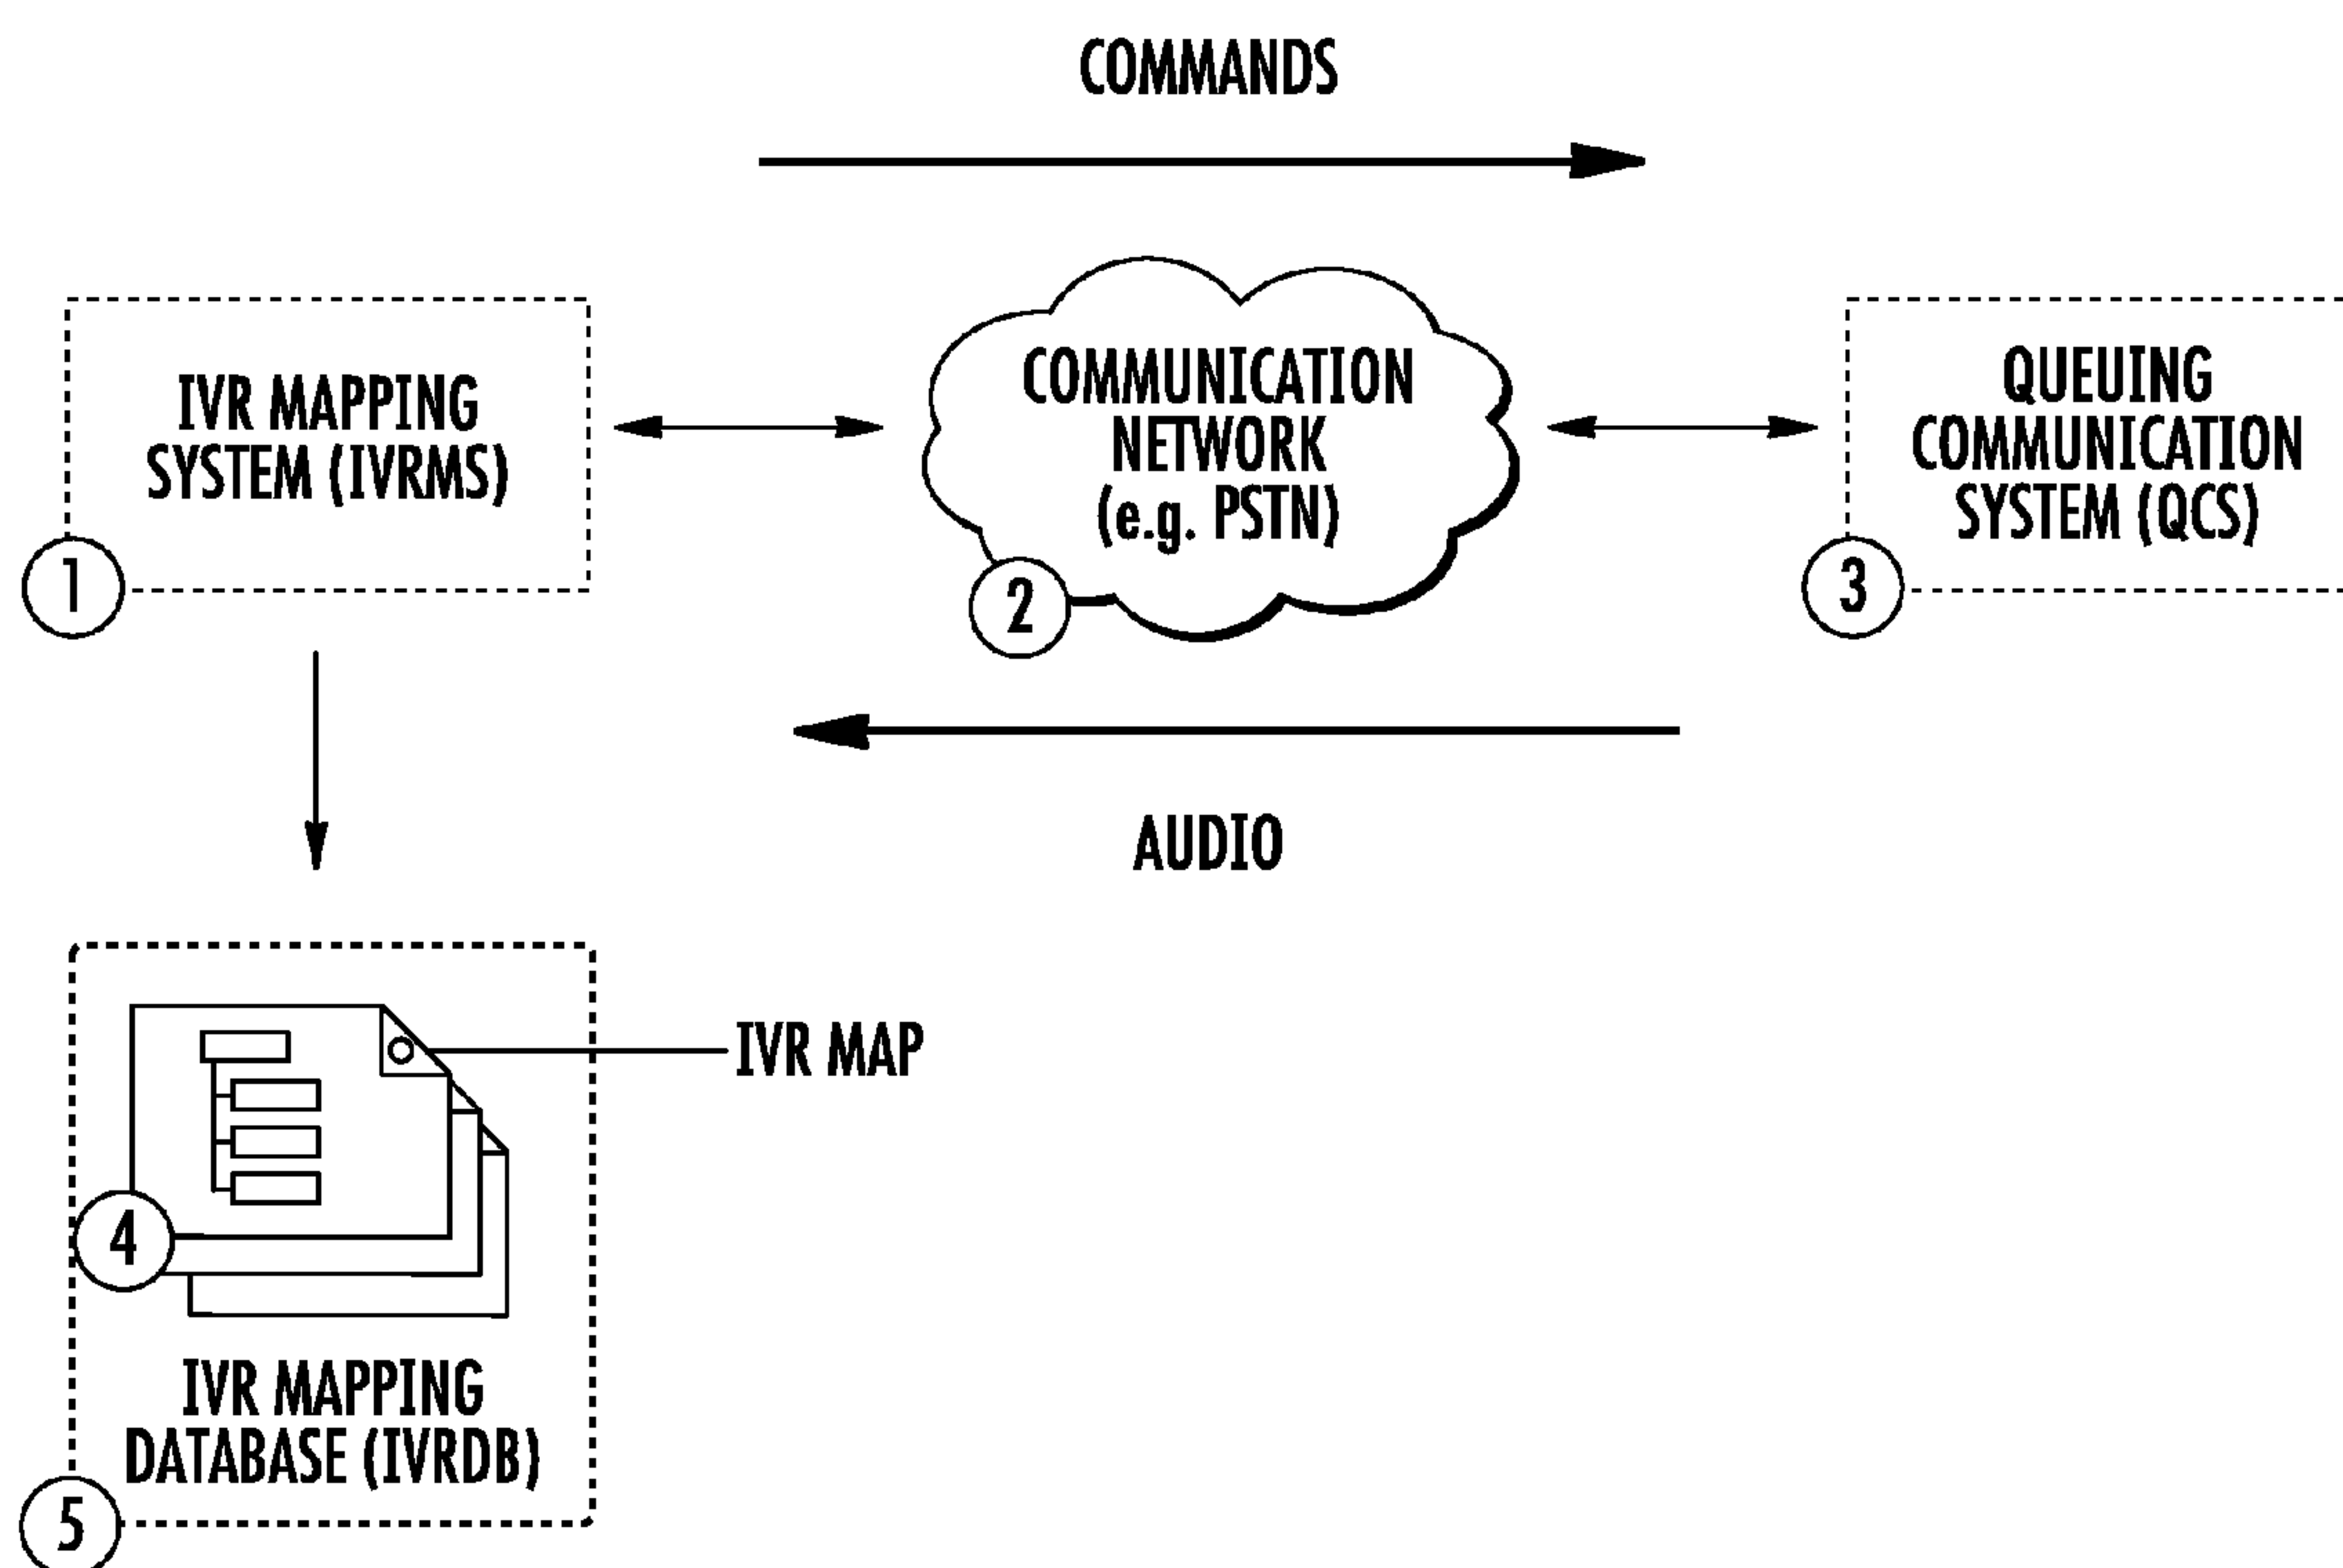 COMMANDS
IVR MAPPING
SYSTEM (IVRMS)
1
COMMUNICATION
NETWORK
(e.g. PSTN)
2
QUEUING
COMMUNICATION
SYSTEM (QCS)
3
AUDIO
IVR MAP
4
IVR MAPPING
DATABASE (IVRDB)
5